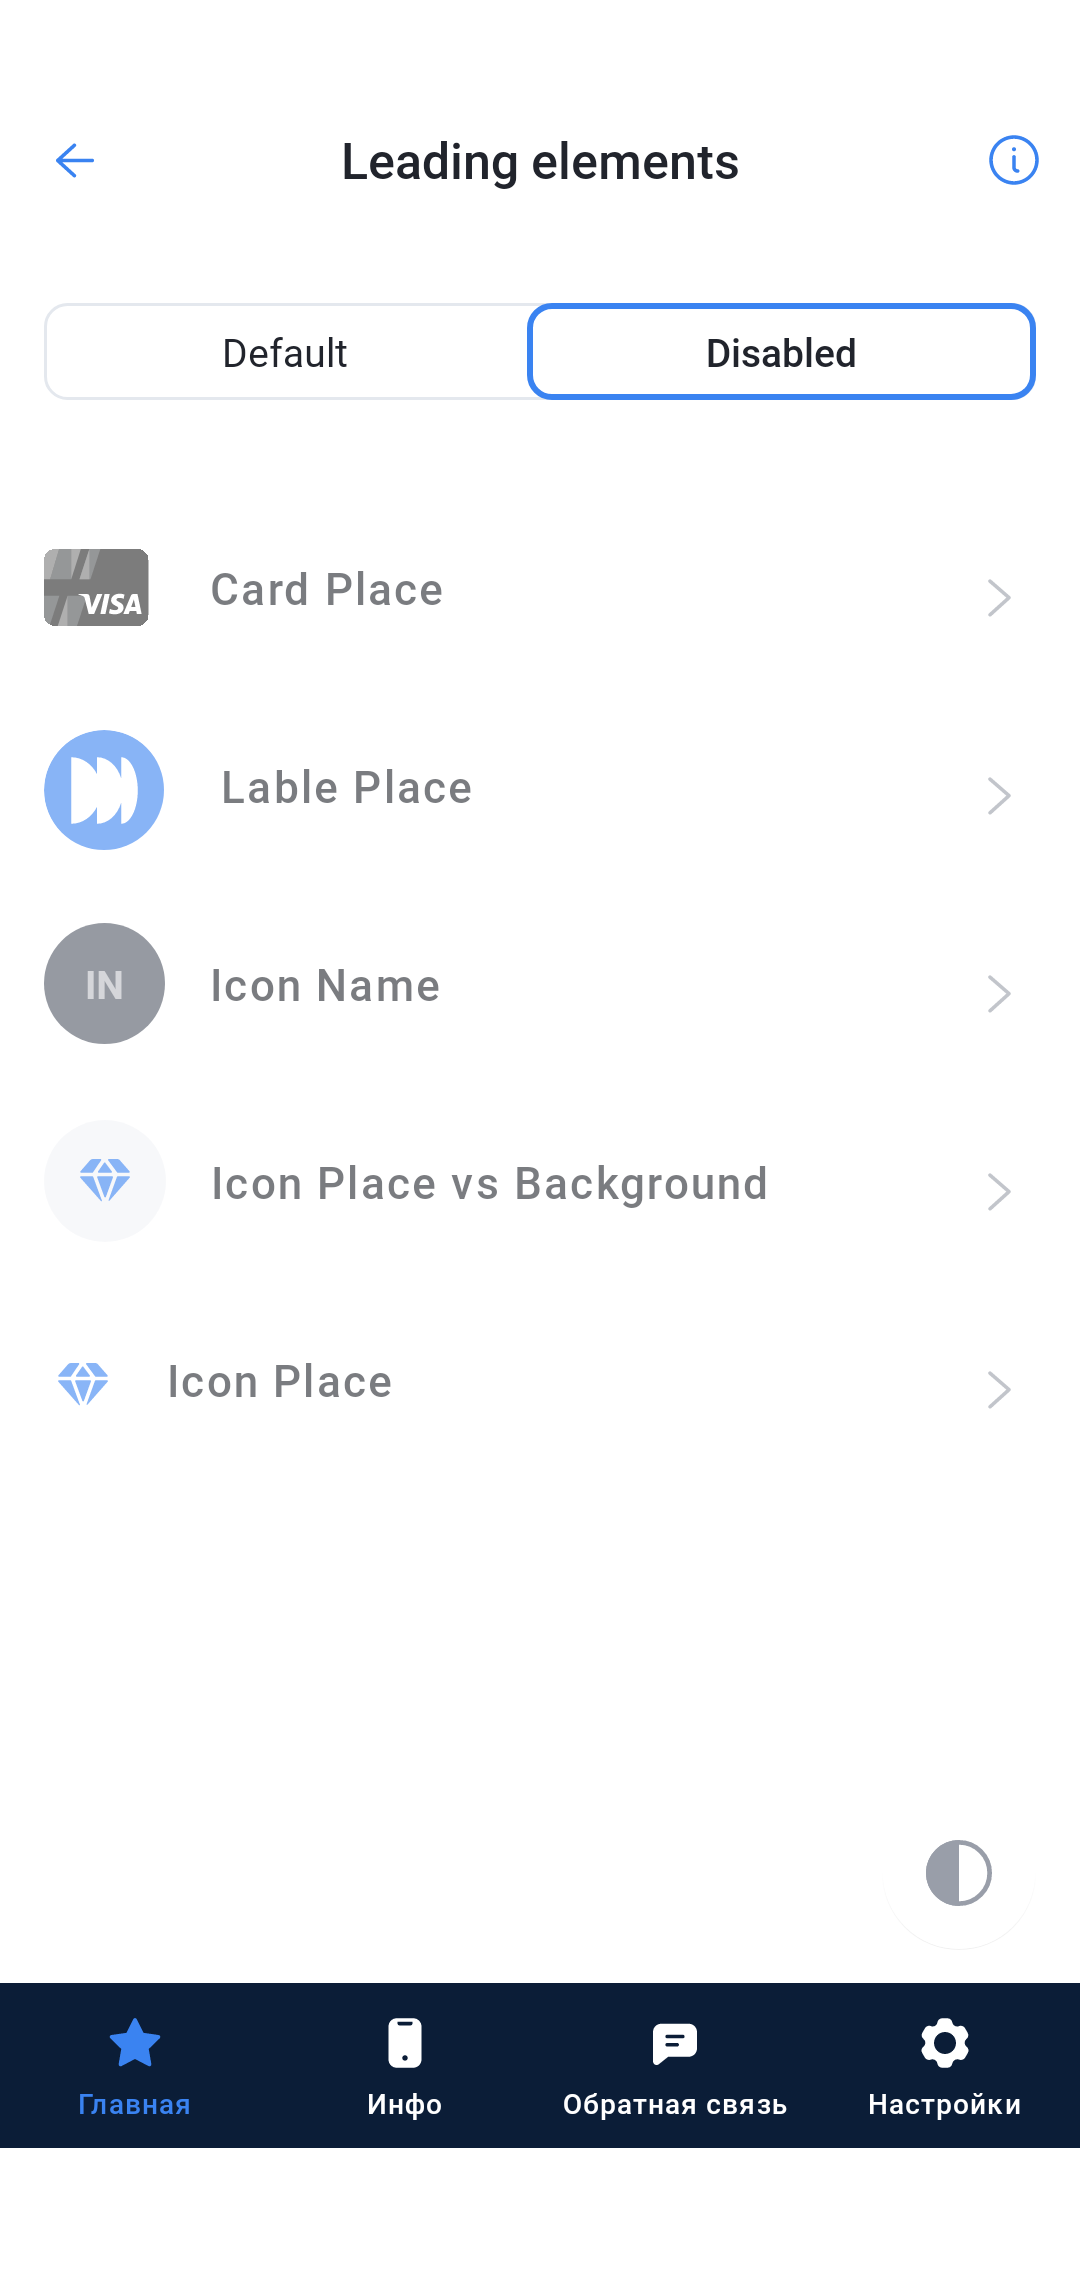 Leading elements
Default
Disabled
VISA
Card Place
Lable Place
IN
Icon Name
Icon Place vs Background
Icon Place
Главная
Инфо
Обратная связь
Настройки